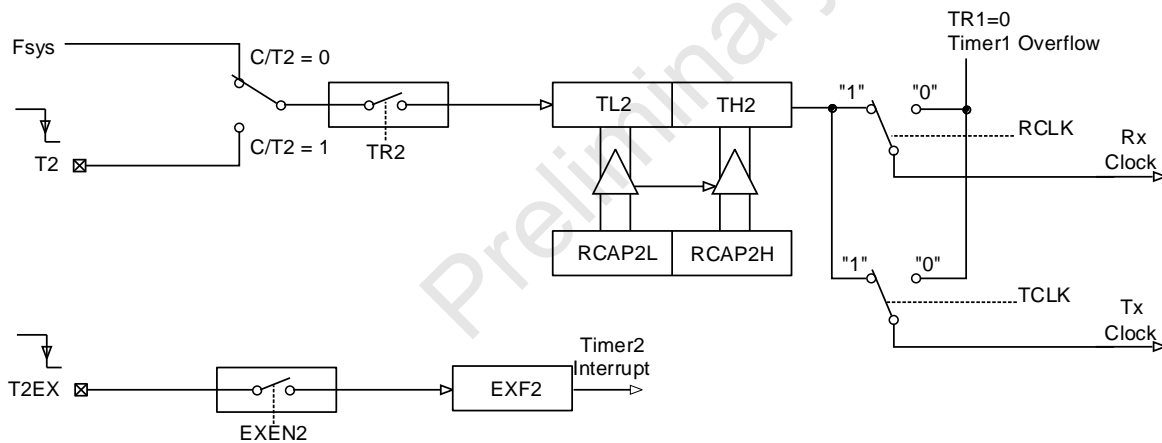 Preliminary
TR1=0
Timer1 Overflow
Fsys
C/T2 = 0
TL2
TH2
"1"
"0"
RCLK
Rx
Clock
T2
C/T2 = 1
TR2
RCAP2L
RCAP2H
"1"
"0"
TCLK
Tx
Clock
Timer2
Interrupt
T2EX
EXF2
EXEN2